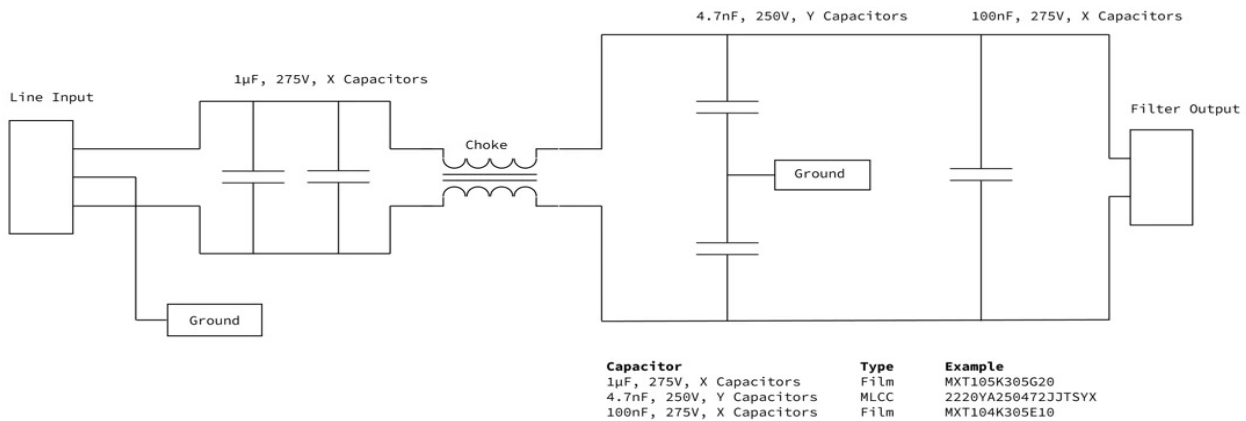 4.7nF, 250V, Y Capacitors 100nF, 275V, X Capacitors
1µF, 275V, X Capacitors
Line Input
Filter Output
Choke
Ground
Ground
Capacitor Type Example
1µF, 275V, X Capacitors Film MXT105K305G20
4.7nF, 250V, Y Capacitors MLCC 2220YA250472JJTSYX
100nF, 275V, X Capacitors Film MXT104K305E10